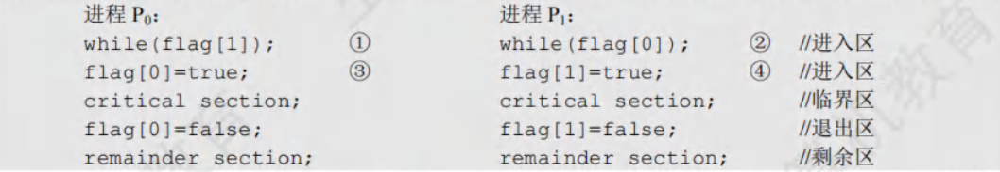 进程 P₀： 进程 P₁：
while(flag[1]); ① while(flag[0]); ② //进入区
flag[0]=true; ③ flag[1]=true; ④ //进入区
critical section; critical section; //临界区
flag[0]=false; flag[1]=false; //退出区
remainder section; remainder section; //剩余区